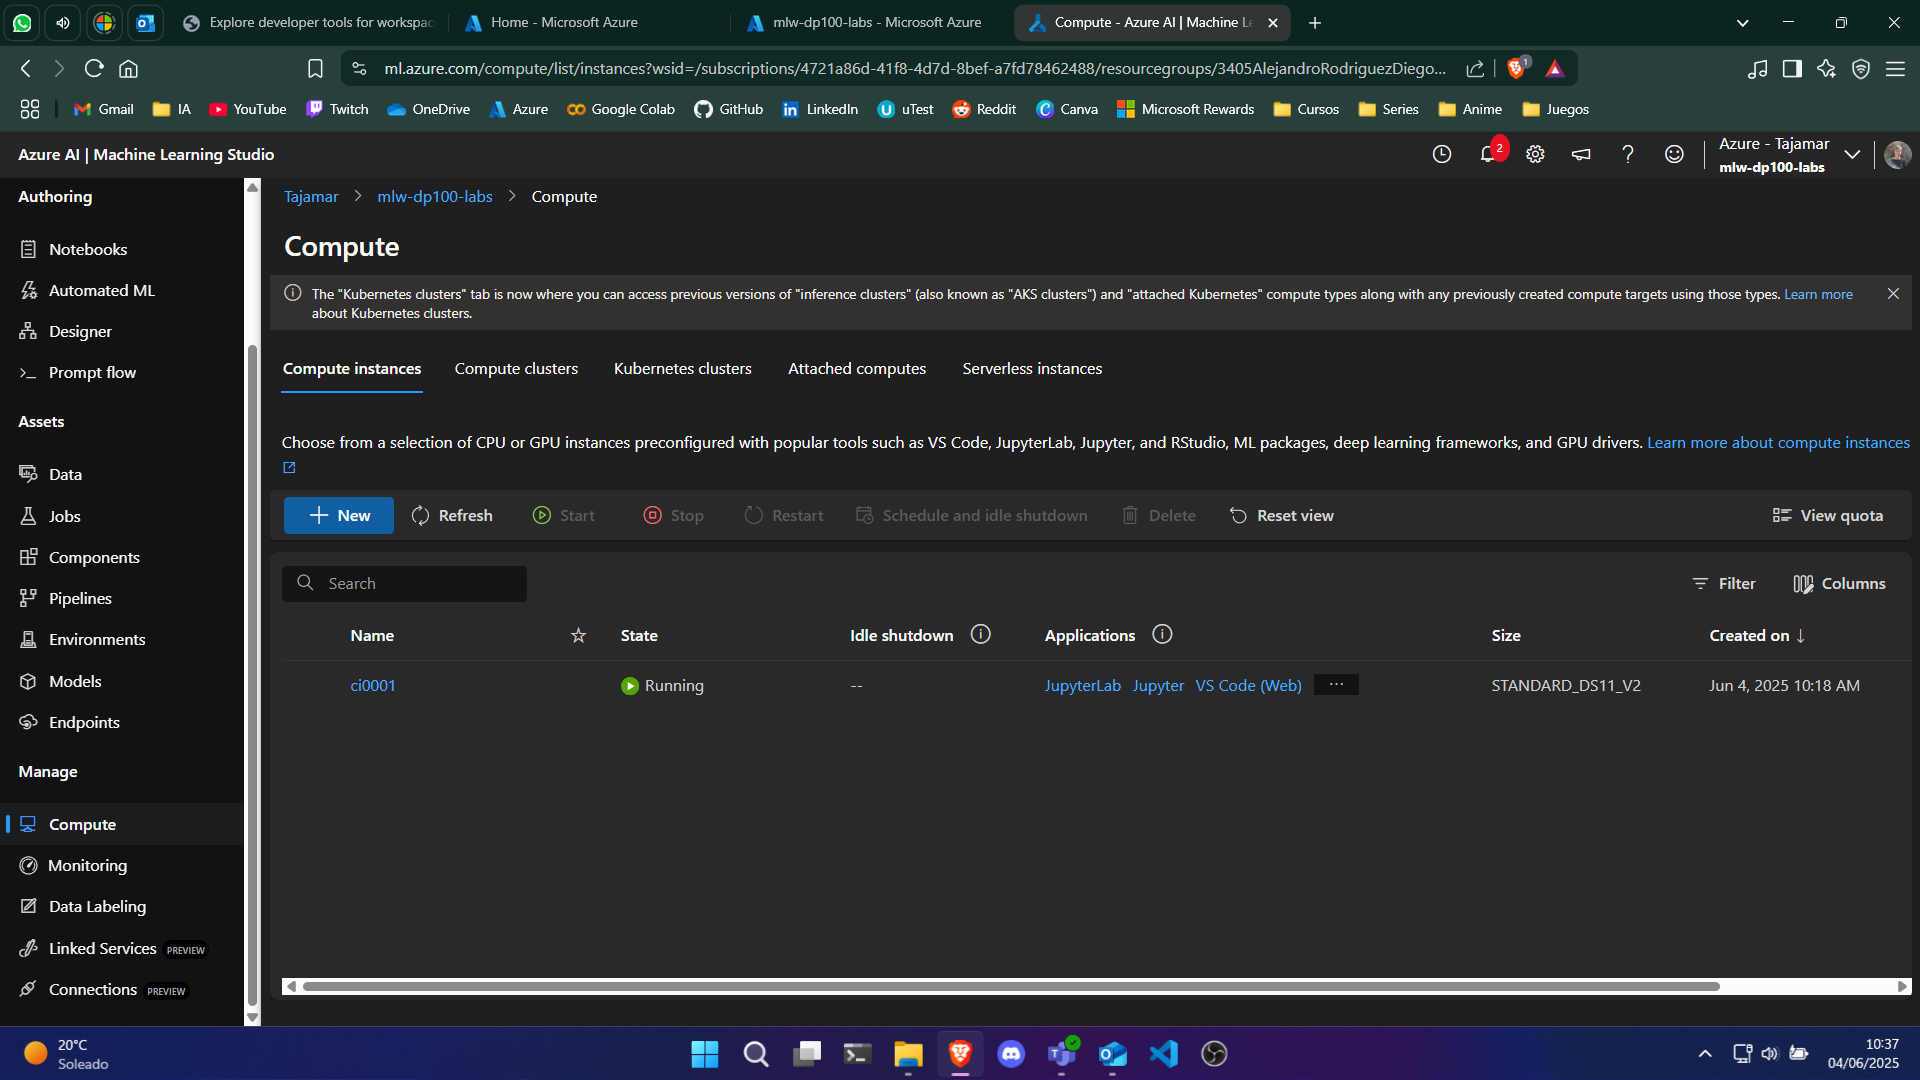 Explore developer tools for workspac
Home - Microsoft Azure
mlw-dp100-labs - Microsoft Azure
Compute - Azure AI | Machine Le
ml.azure.com/compute/list/instances?wsid=/subscriptions/4721a86d-41f8-4d7d-8bef-a7fd78462488/resourcegroups/3405AlejandroRodriguezDiego...
1
Gmail
IA
YouTube
Twitch
OneDrive
Azure
Google Colab
GitHub
LinkedIn
uTest
Reddit
Canva
Microsoft Rewards
Cursos
Series
Anime
Juegos
Azure AI | Machine Learning Studio
2
Azure - Tajamar
mlw-dp100-labs
Authoring
Notebooks
Automated ML
Designer
Prompt flow
Assets
Data
Jobs
Components
Pipelines
Environments
Models
Endpoints
Manage
Compute
Monitoring
Data Labeling
Linked Services PREVIEW
Connections PREVIEW
Tajamar > mlw-dp100-labs > Compute
Compute
The "Kubernetes clusters" tab is now where you can access previous versions of "inference clusters" (also known as "AKS clusters") and "attached Kubernetes" compute types along with any previously created compute targets using those types. Learn more
about Kubernetes clusters.
Compute instances
Compute clusters
Kubernetes clusters
Attached computes
Serverless instances
Choose from a selection of CPU or GPU instances preconfigured with popular tools such as VS Code, JupyterLab, Jupyter, and RStudio, ML packages, deep learning frameworks, and GPU drivers. Learn more about compute instances
New
Refresh
Start
Stop
Restart
Schedule and idle shutdown
Delete
Reset view
View quota
Search
Filter
Columns
Name
State
Idle shutdown
Applications
Size
Created on ↓
ci0001
Running
--
JupyterLab Jupyter VS Code (Web) ...
STANDARD_DS11_V2
Jun 4, 2025 10:18 AM
20°C
Soleado
10:37
04/06/2025